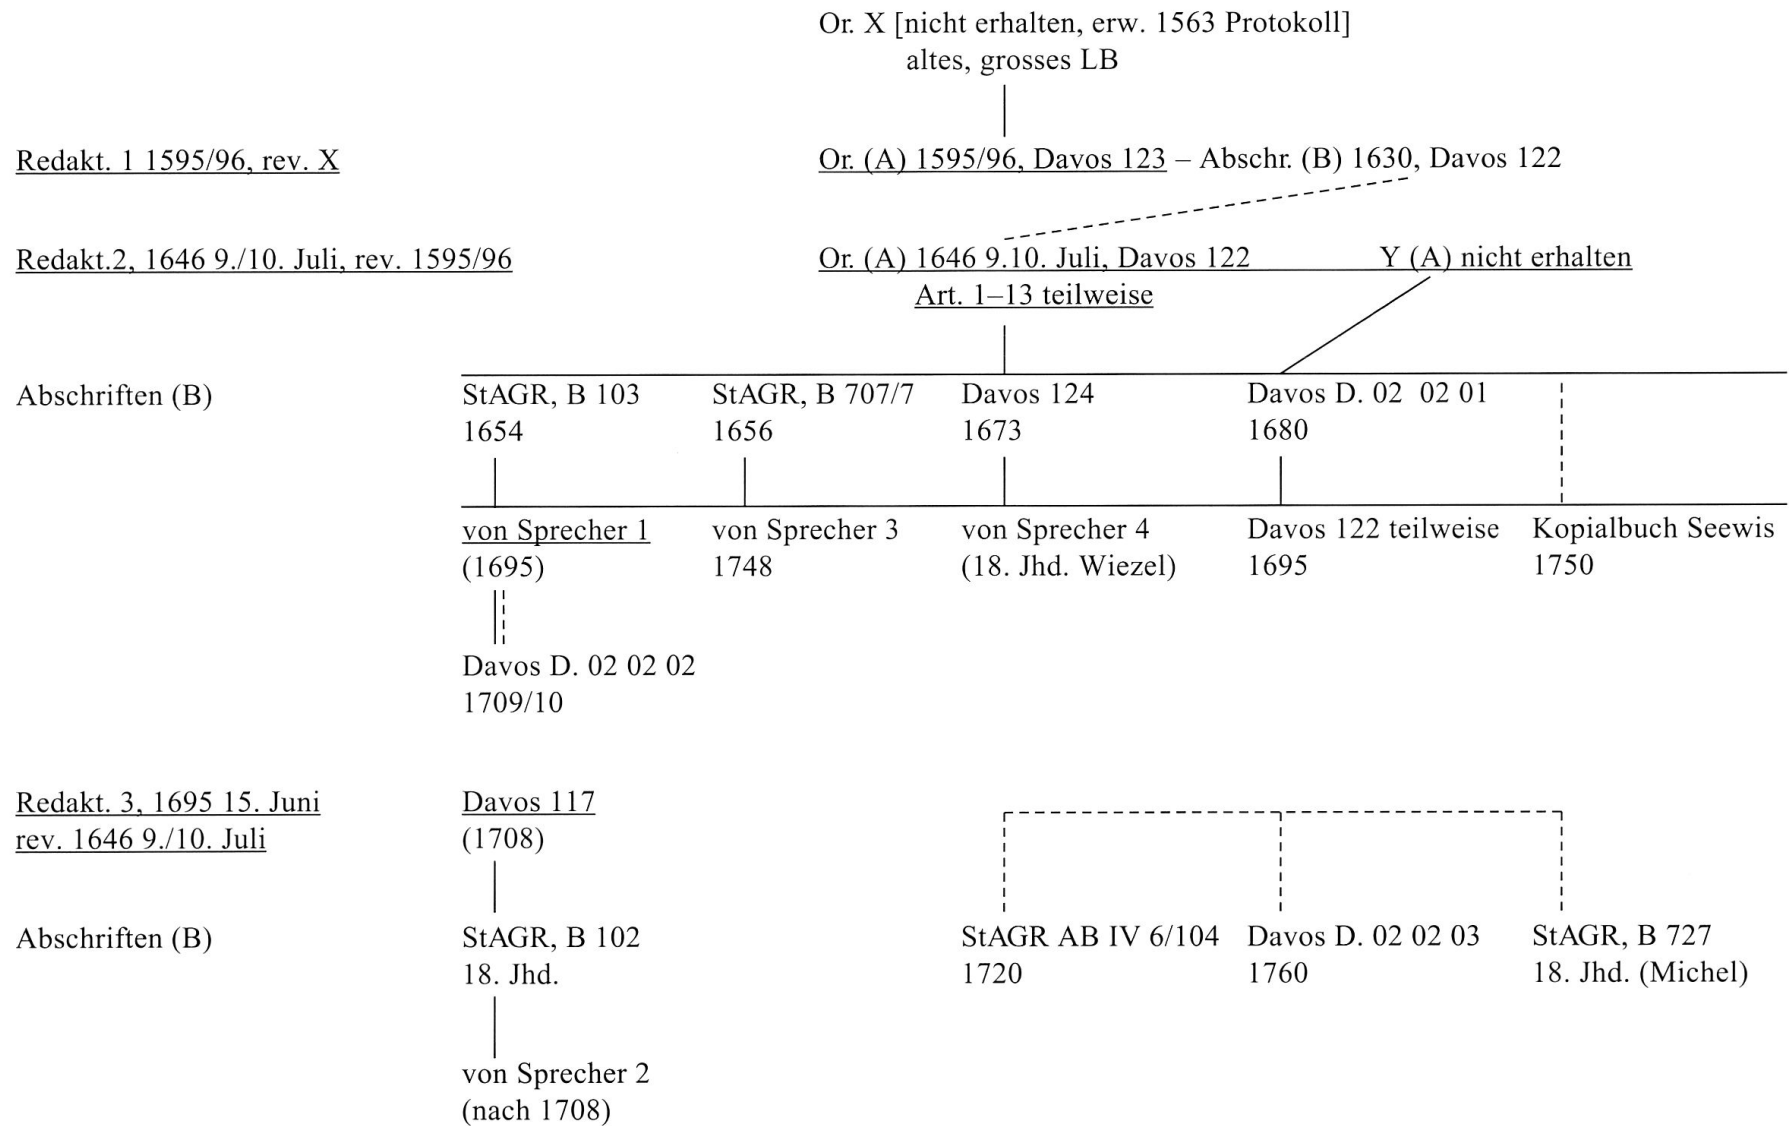 Or. X [nicht erhalten, erw. 1563 Protokoll]
altes, grosses LB
Redakt. 1 1595/96, rev. X
Or. (A) 1595/96, Davos 123 – Abschr. (B) 1630, Davos 122
Redakt.2, 1646 9./10. Juli, rev. 1595/96
Or. (A) 1646 9.10. Juli, Davos 122
Y (A) nicht erhalten
Art. 1–13 teilweise
Abschriften (B)
StAGR, B 103
1654
StAGR, B 707/7
1656
Davos 124
1673
Davos D. 02 02 01
1680
von Sprecher 1
(1695)
von Sprecher 3
1748
von Sprecher 4
(18. Jhd. Wiezel)
Davos 122 teilweise
1695
Kopialbuch Seewis
1750
Davos D. 02 02 02
1709/10
Redakt. 3, 1695 15. Juni
rev. 1646 9./10. Juli
Davos 117
(1708)
Abschriften (B)
StAGR, B 102
18. Jhd.
StAGR AB IV 6/104
1720
Davos D. 02 02 03
1760
StAGR, B 727
18. Jhd. (Michel)
von Sprecher 2
(nach 1708)